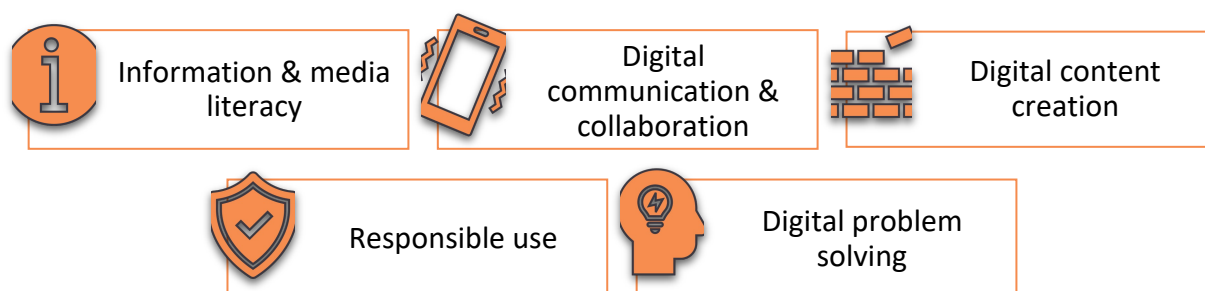 Information & media
literacy
Digital
communication &
collaboration
Digital content
creation
Responsible use
Digital problem
solving